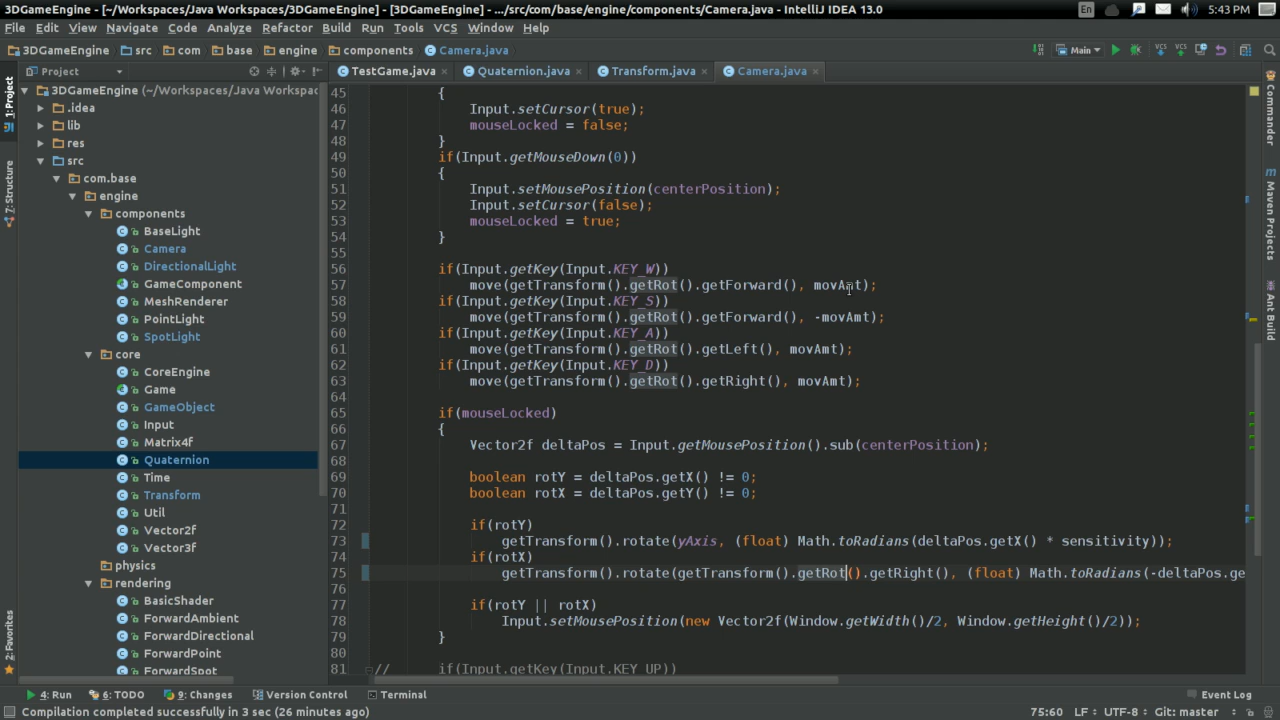 3DGameEngine [~/Workspaces/Java Workspaces/3DGameEngine] - [3DGameEngine] - .../src/com/base/engine/components/Camera.java - IntelliJ IDEA 13.0
En
5:43 PM
File Edit View Navigate Code Analyze Refactor Build Run Tools VCS Window Help
3DGameEngine src com base engine components Camera.java
Main
Project
TestGame.java
Quaternion.java
Transform.java
Camera.java
1: Project
7: Structure
2: Favorites
3DGameEngine (~/Workspaces/Java Workspac
.idea
lib
res
src
com.base
engine
components
BaseLight
Camera
DirectionalLight
GameComponent
MeshRenderer
PointLight
SpotLight
core
CoreEngine
Game
GameObject
Input
Matrix4f
Quaternion
Time
Transform
Util
Vector2f
Vector3f
physics
rendering
BasicShader
ForwardAmbient
ForwardDirectional
ForwardPoint
ForwardSpot
45 {
46 Input.setCursor(true);
47 mouseLocked = false;
48 }
49 if(Input.getMouseDown(0))
50 {
51 Input.setMousePosition(centerPosition);
52 Input.setCursor(false);
53 mouseLocked = true;
54 }
55
56 if(Input.getKey(Input.KEY_W))
57 move(getTransform().getRot().getForward(), movAmt);
58 if(Input.getKey(Input.KEY_S))
59 move(getTransform().getRot().getForward(), -movAmt);
60 if(Input.getKey(Input.KEY_A))
61 move(getTransform().getRot().getLeft(), movAmt);
62 if(Input.getKey(Input.KEY_D))
63 move(getTransform().getRot().getRight(), movAmt);
64
65 if(mouseLocked)
66 {
67 Vector2f deltaPos = Input.getMousePosition().sub(centerPosition);
68
69 boolean rotY = deltaPos.getX() != 0;
70 boolean rotX = deltaPos.getY() != 0;
71
72 if(rotY)
73 getTransform().rotate(yAxis, (float) Math.toRadians(deltaPos.getX() * sensitivity));
74 if(rotX)
75 getTransform().rotate(getTransform().getRot().getRight(), (float) Math.toRadians(-deltaPos.ge
76
77 if(rotY || rotX)
78 Input.setMousePosition(new Vector2f(Window.getWidth()/2, Window.getHeight()/2));
79 }
80
81 // if(Input.getKey(Input.KEY_UP))
Commander
Maven Projects
Ant Build
4: Run 6: TODO 9: Changes Version Control Terminal Event Log
Compilation completed successfully in 3 sec (26 minutes ago) 75:60 LF UTF-8 Git: master